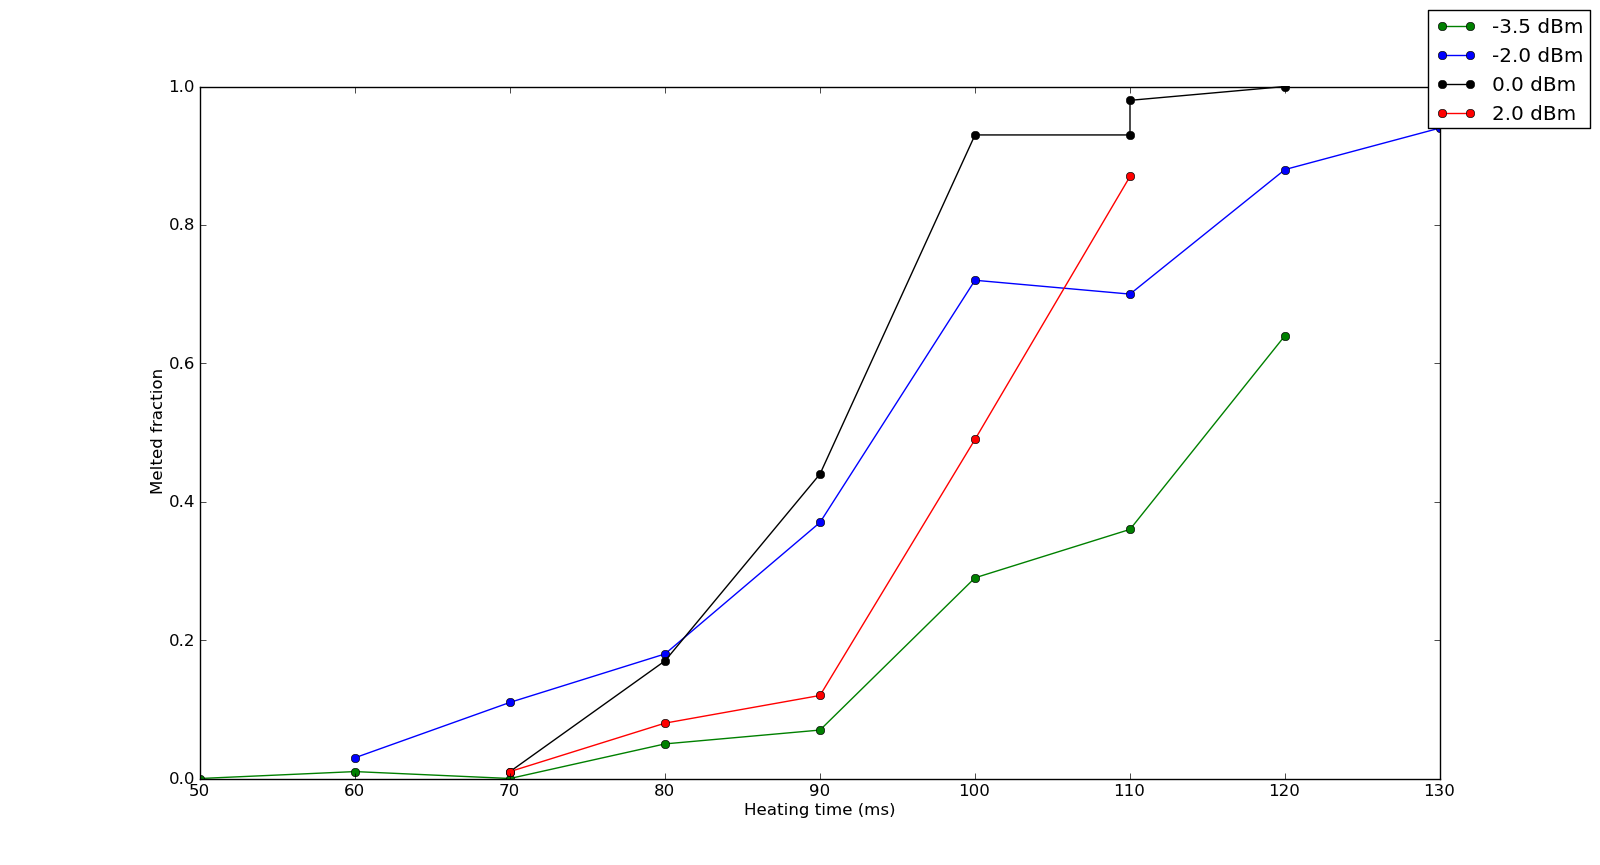 -3.5 dBm
-2.0 dBm
0.0 dBm
2.0 dBm
1.0
0.8
0.6
0.4
0.2
0.0
Melted fraction
50 60 70 80 90 100 110 120 130
Heating time (ms)